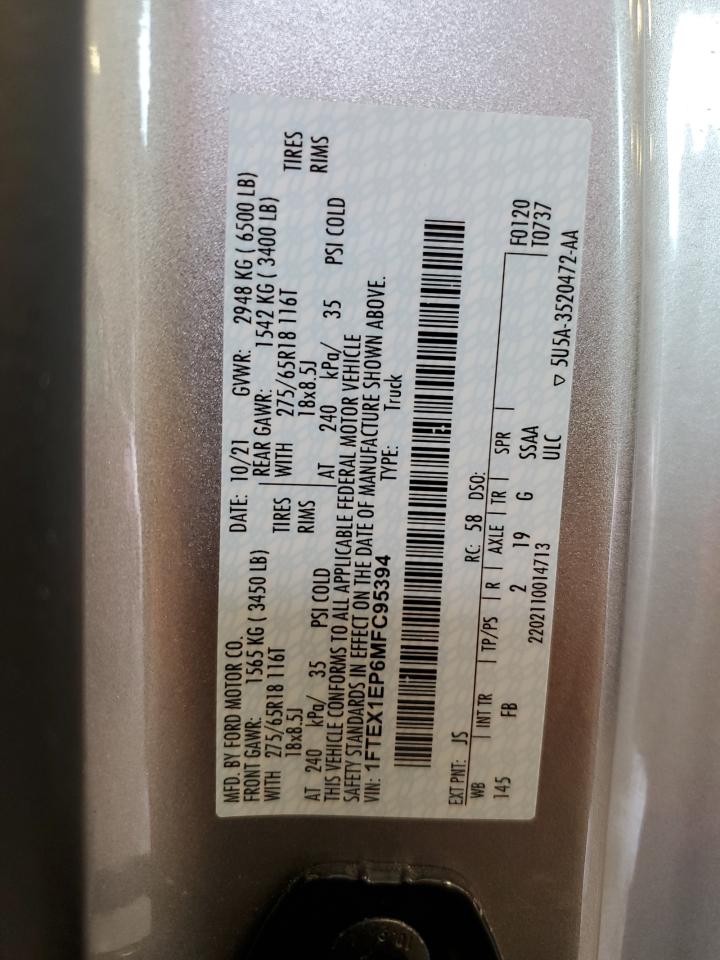 MFD. BY FORD MOTOR CO.
DATE: 10/21 GVWR: 2948 KG ( 6500 LB)
FRONT GAWR: 1565 KG ( 3450 LB)
REAR GAWR: 1542 KG ( 3400 LB)
WITH 275/65R18 116T TIRES
18x8.5J RIMS
AT 240 kPa/ 35 PSI COLD
WITH 275/65R18 116T TIRES
18x8.5J RIMS
AT 240 kPa/ 35 PSI COLD
THIS VEHICLE CONFORMS TO ALL APPLICABLE FEDERAL MOTOR VEHICLE
SAFETY STANDARDS IN EFFECT ON THE DATE OF MANUFACTURE SHOWN ABOVE.
VIN: 1FTEX1EP6MFC95394 TYPE: Truck
EXT PNT: JS RC: 58 DSO:
WB INT TR TP/PS R AXLE TR SPR F0120
T0737
145 FB 2 19 G SSAA
2202110014713 ULC
▽ 5U5A-3520472-AA